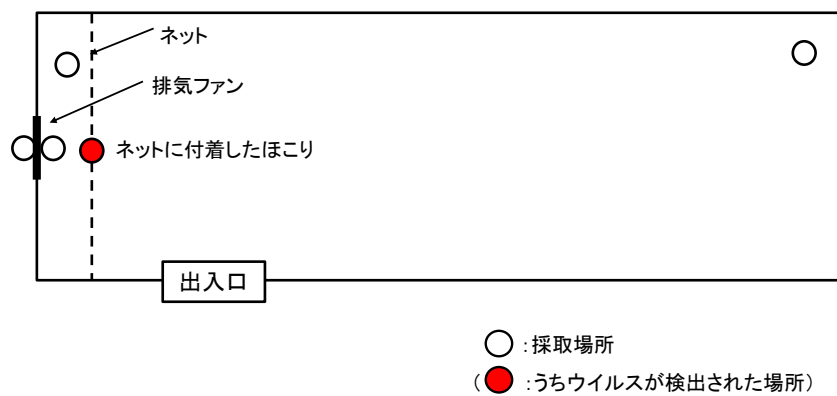 ネット
排気ファン
ネットに付着したほこり
出入口
:採取場所
( :うちウイルスが検出された場所)